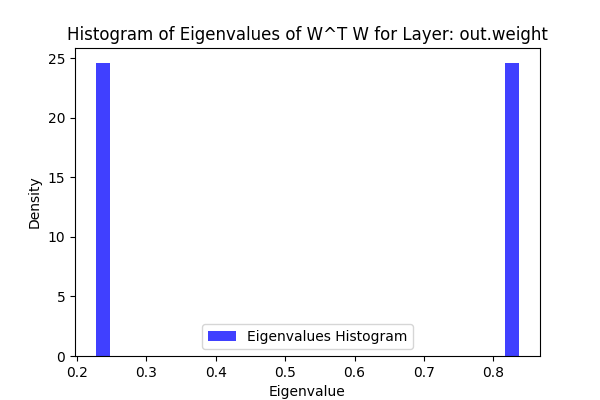 Histogram of Eigenvalues of W^T W for Layer: out.weight
25
20
15
10
5
0
Density
Eigenvalues Histogram
0.2 0.3 0.4 0.5 0.6 0.7 0.8
Eigenvalue